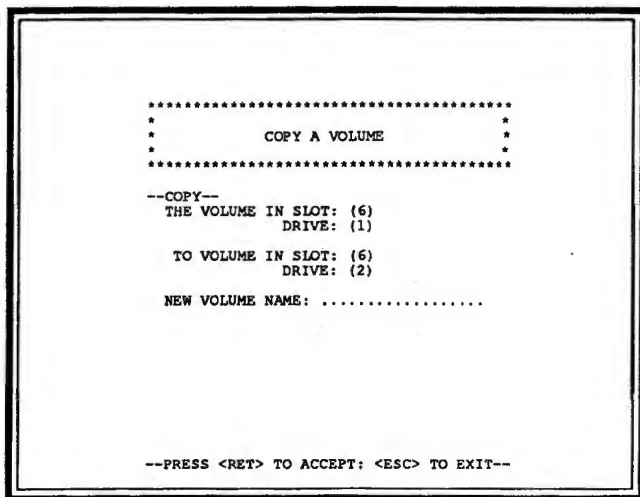 ****************************************
* *
* COPY A VOLUME *
* *
****************************************
--COPY--
THE VOLUME IN SLOT: (6)
DRIVE: (1)
TO VOLUME IN SLOT: (6)
DRIVE: (2)
NEW VOLUME NAME: ..................
--PRESS <RET> TO ACCEPT: <ESC> TO EXIT--